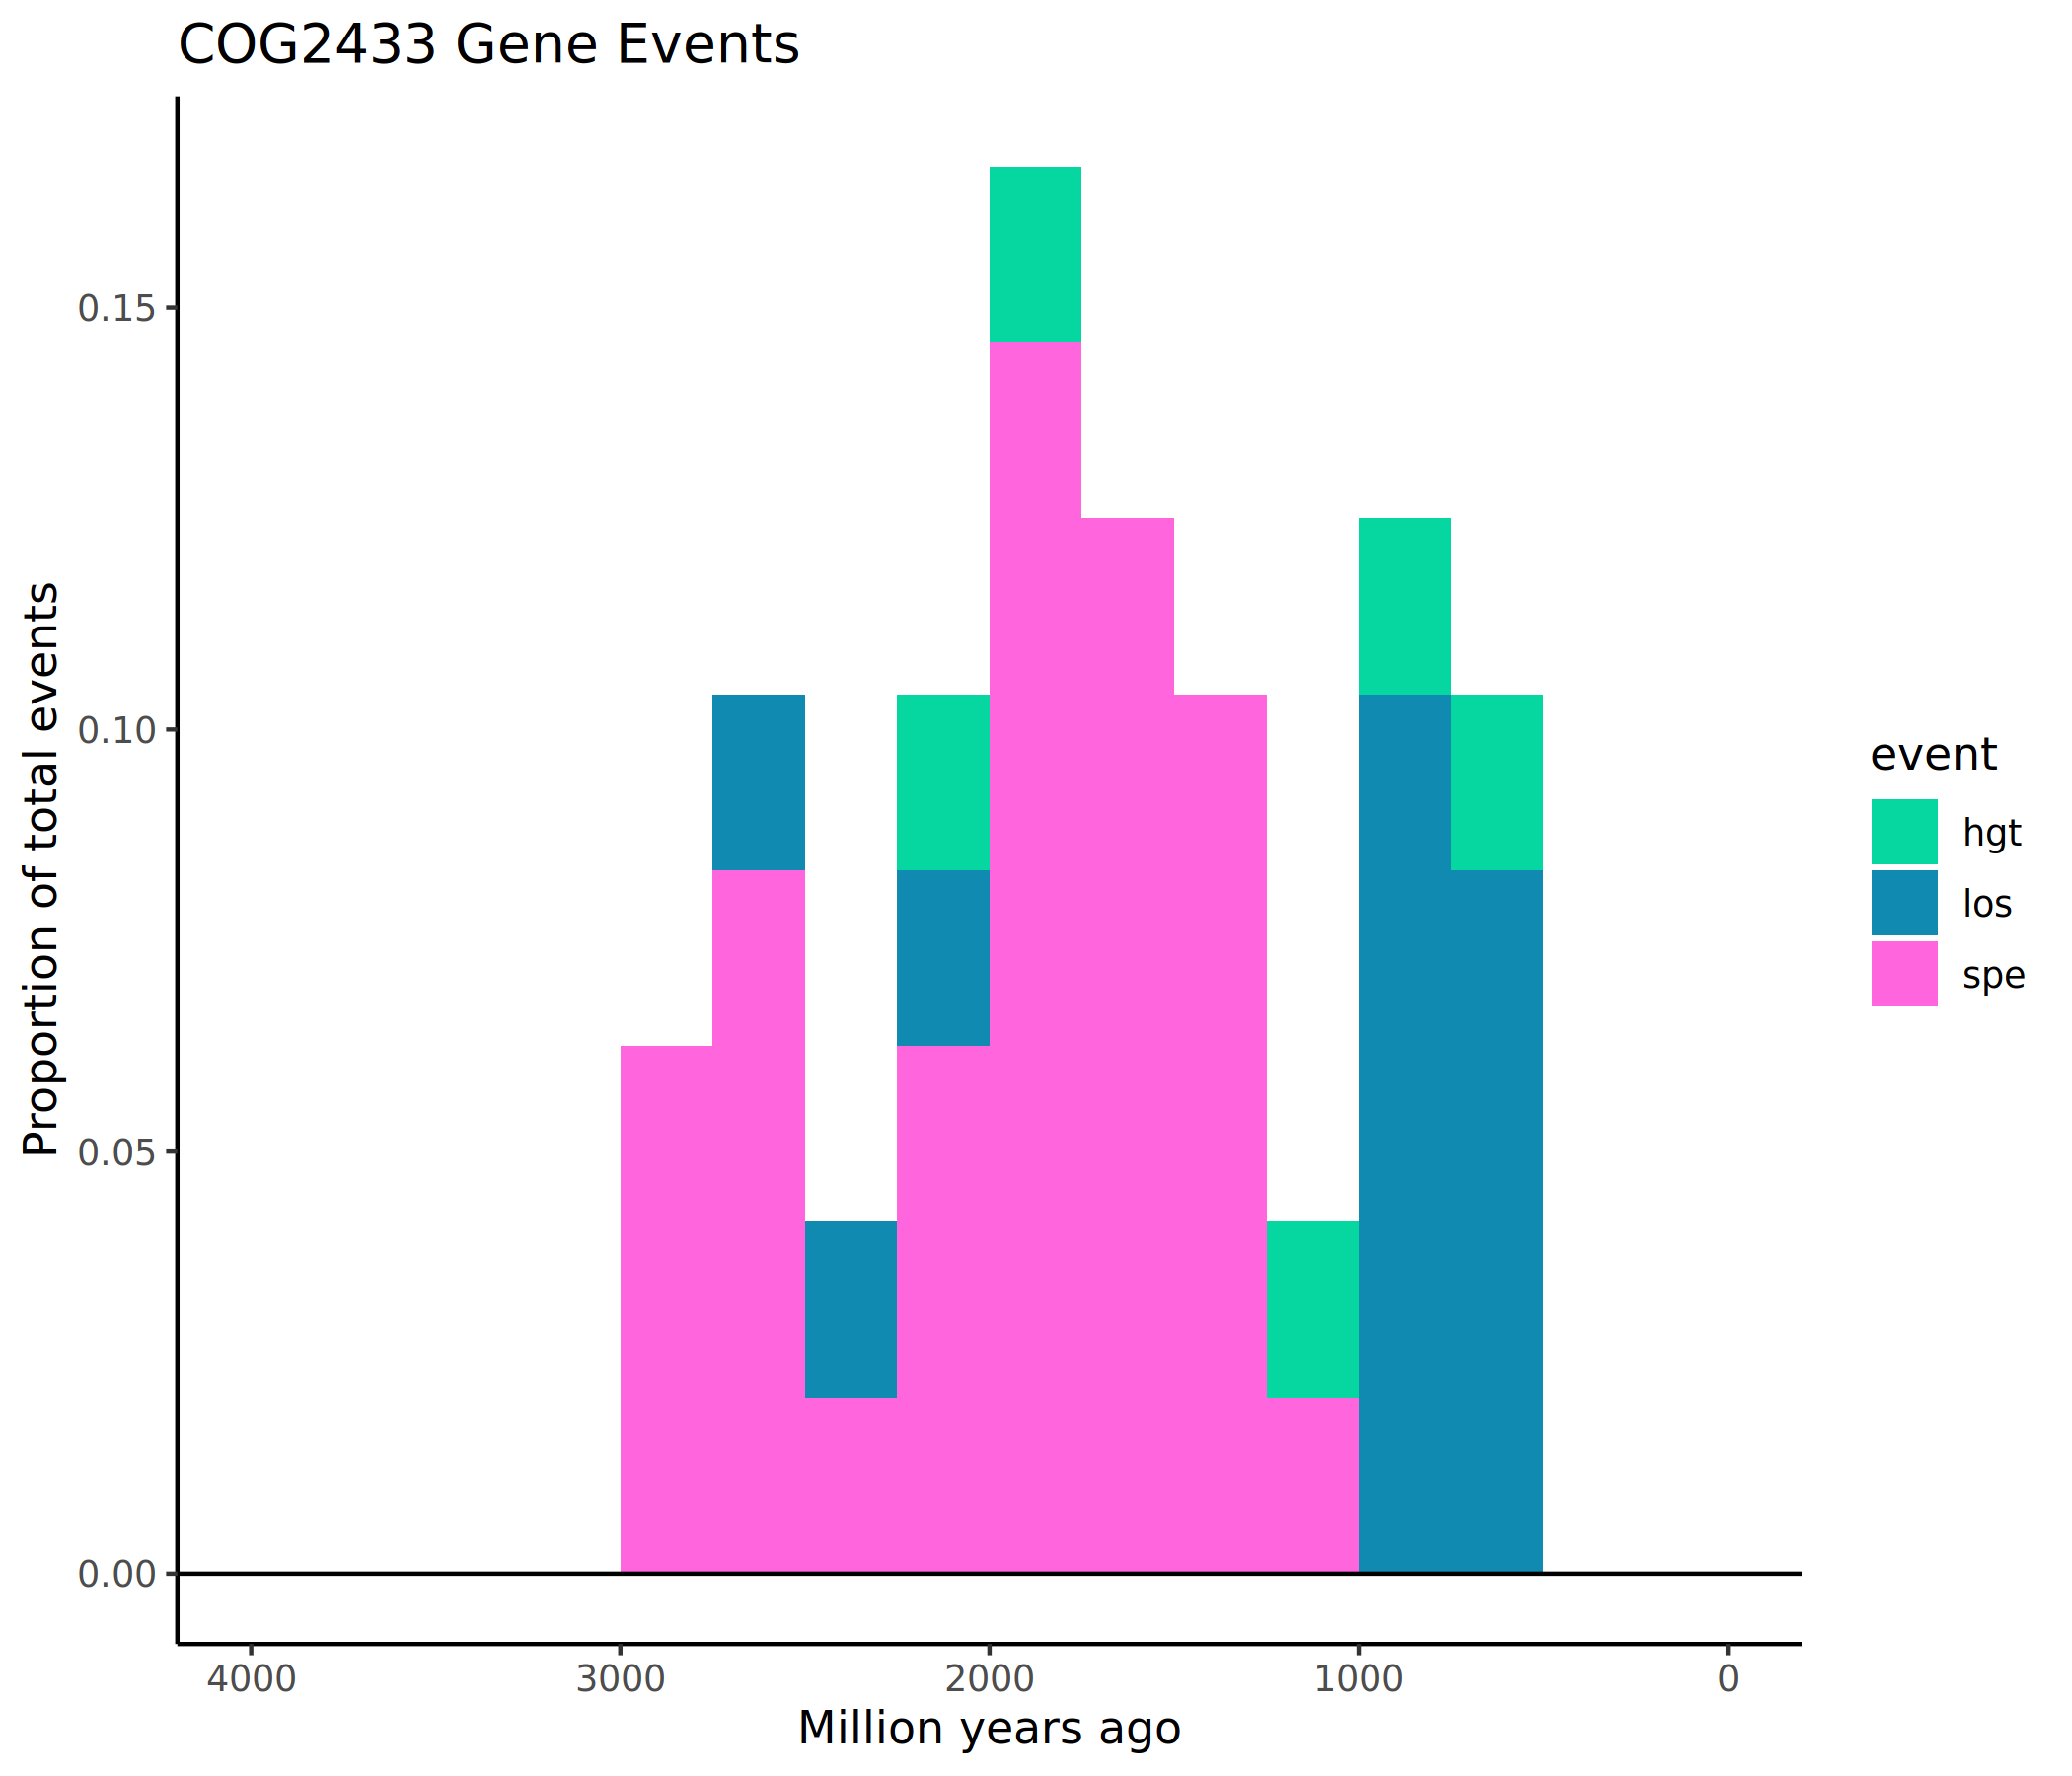 COG2433 Gene Events
Proportion of total events
0.15
0.10
0.05
0.00
4000 3000 2000 1000 0
Million years ago
event
hgt
los
spe